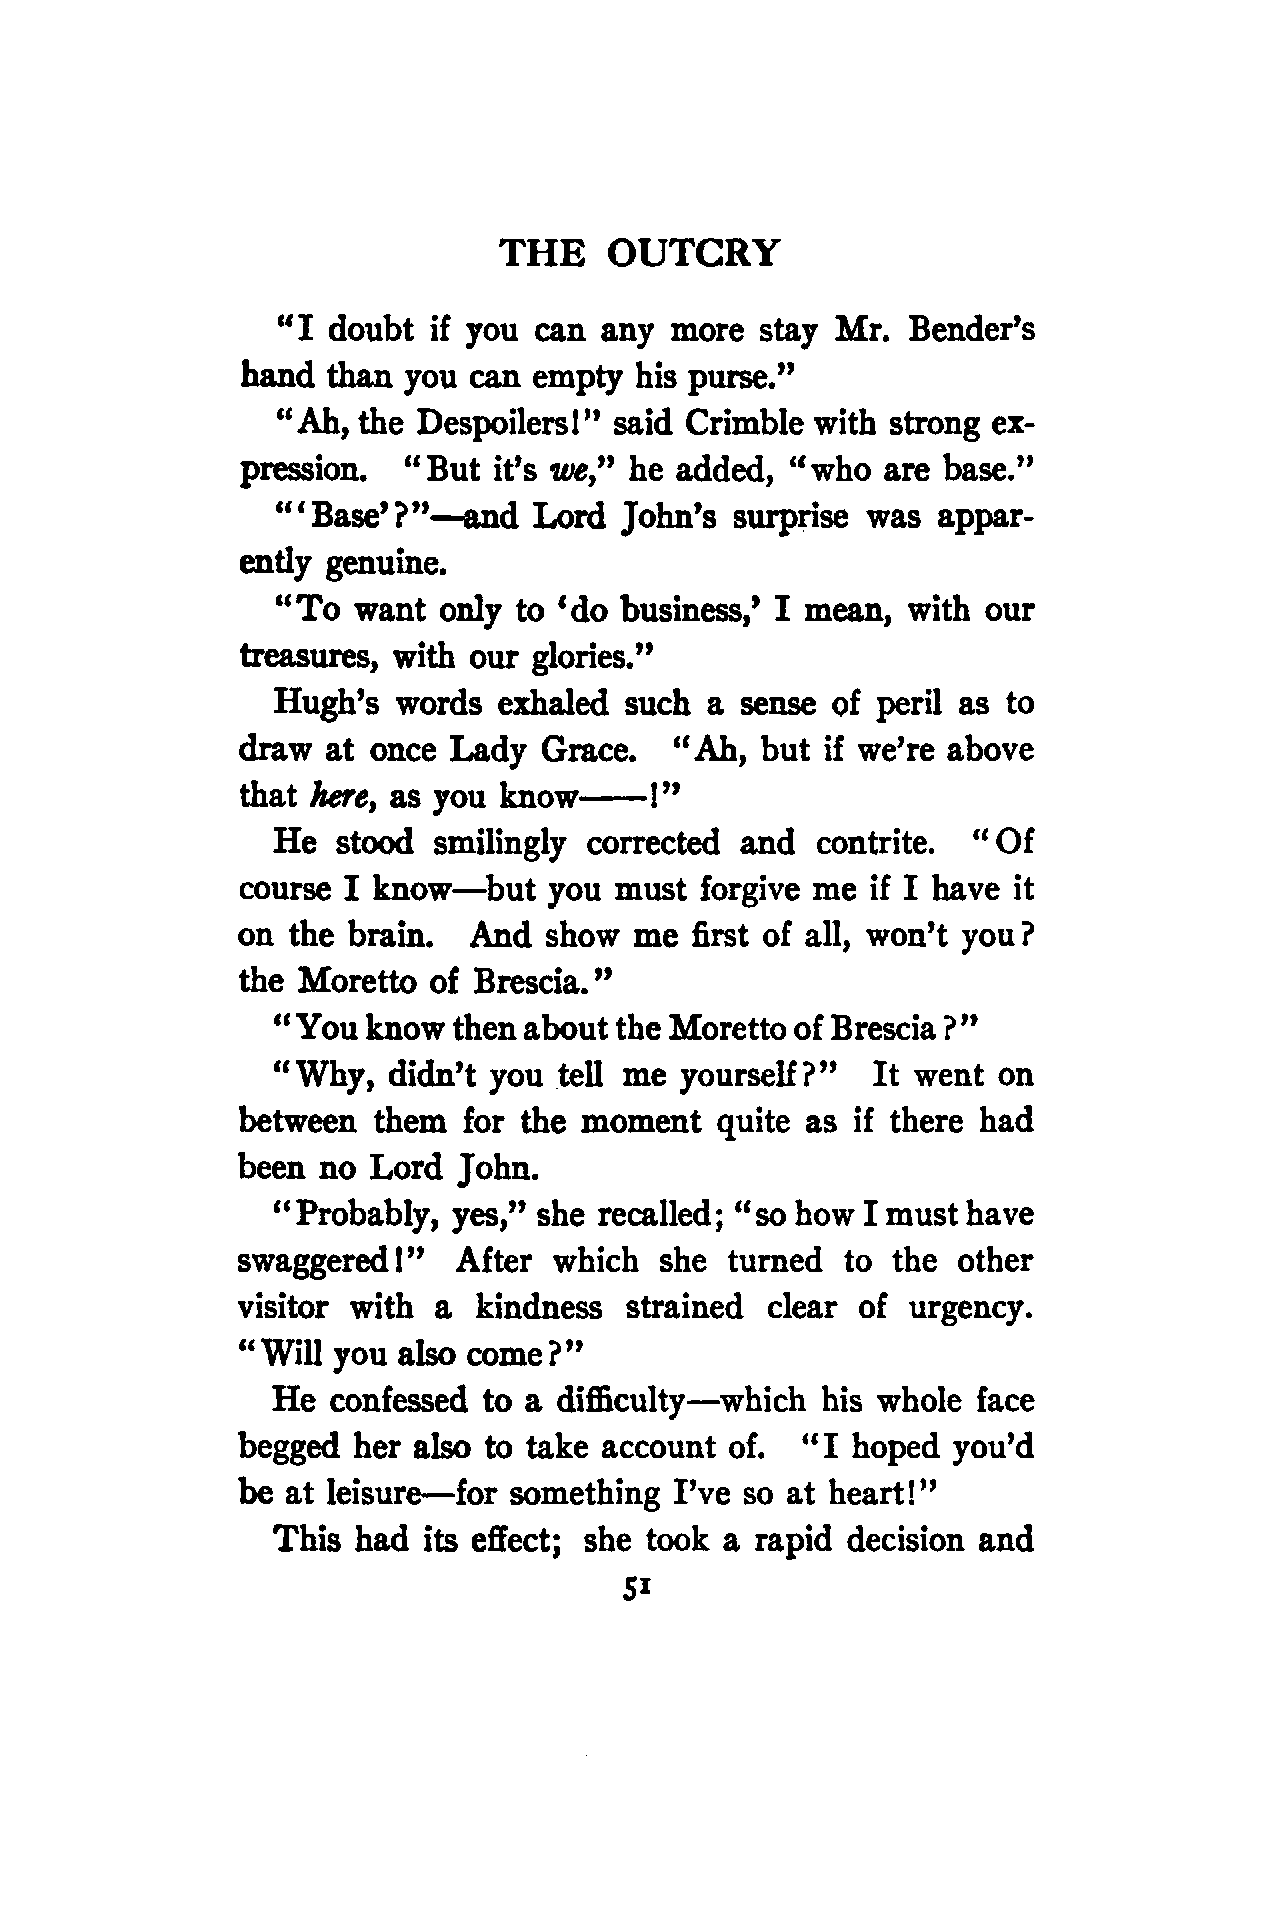 THE OUTCRY
“I doubt if you can any more stay Mr. Bender’s
hand than you can empty his purse.”
“Ah, the Despoilers!” said Crimble with strong ex-
pression. “But it’s we,” he added, “who are base.”
“‘Base’?”—and Lord John’s surprise was appar-
ently genuine.
“To want only to ‘do business,’ I mean, with our
treasures, with our glories.”
Hugh’s words exhaled such a sense of peril as to
draw at once Lady Grace. “Ah, but if we’re above
that here, as you know——!”
He stood smilingly corrected and contrite. “Of
course I know—but you must forgive me if I have it
on the brain. And show me first of all, won’t you?
the Moretto of Brescia.”
“You know then about the Moretto of Brescia?”
“Why, didn’t you tell me yourself?” It went on
between them for the moment quite as if there had
been no Lord John.
“Probably, yes,” she recalled; “so how I must have
swaggered!” After which she turned to the other
visitor with a kindness strained clear of urgency.
“Will you also come?”
He confessed to a difficulty—which his whole face
begged her also to take account of. “I hoped you’d
be at leisure—for something I’ve so at heart!”
This had its effect; she took a rapid decision and
51